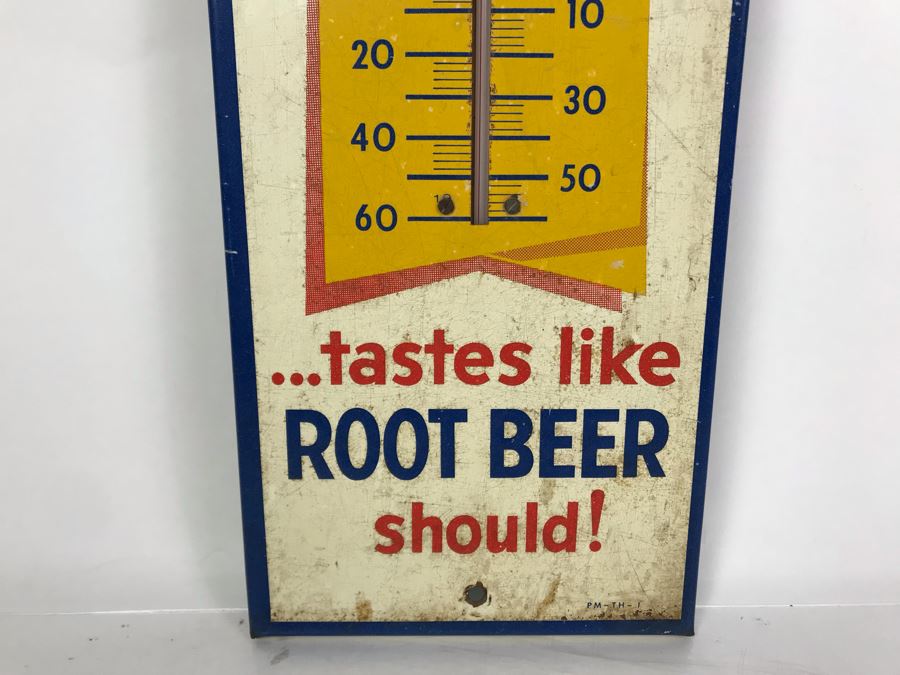 10
20
30
40
50
60
...tastes like
ROOT BEER
should!
PM-TH-1